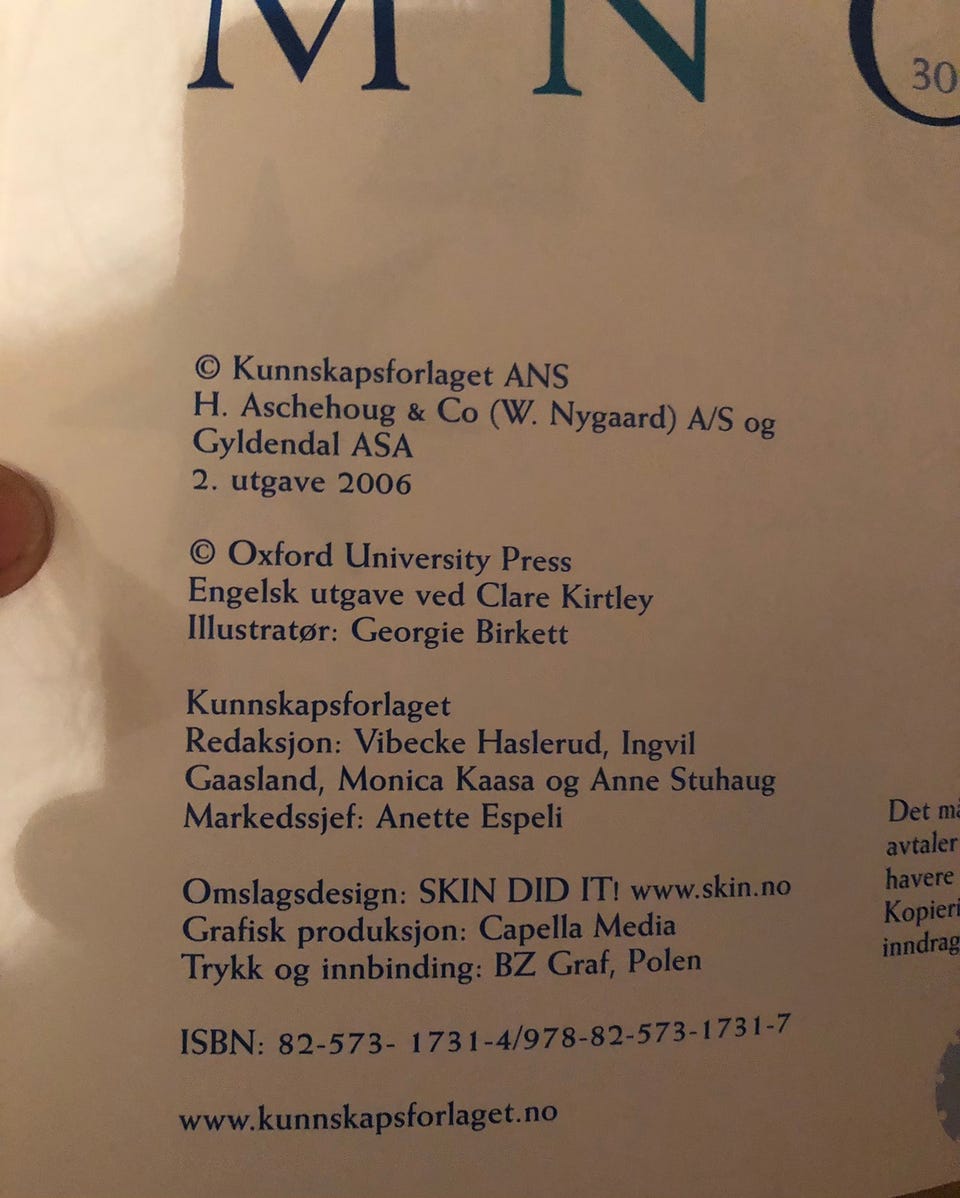 M N
30
© Kunnskapsforlaget ANS
H. Aschehoug & Co (W. Nygaard) A/S og
Gyldendal ASA
2. utgave 2006
© Oxford University Press
Engelsk utgave ved Clare Kirtley
Illustratør: Georgie Birkett
Kunnskapsforlaget
Redaksjon: Vibecke Haslerud, Ingvil
Gaasland, Monica Kaasa og Anne Stuhaug
Markedssjef: Anette Espeli
Omslagsdesign: SKIN DID IT! www.skin.no
Grafisk produksjon: Capella Media
Trykk og innbinding: BZ Graf, Polen
ISBN: 82-573- 1731-4/978-82-573-1731-7
www.kunnskapsforlaget.no
Det
avtaler
havere